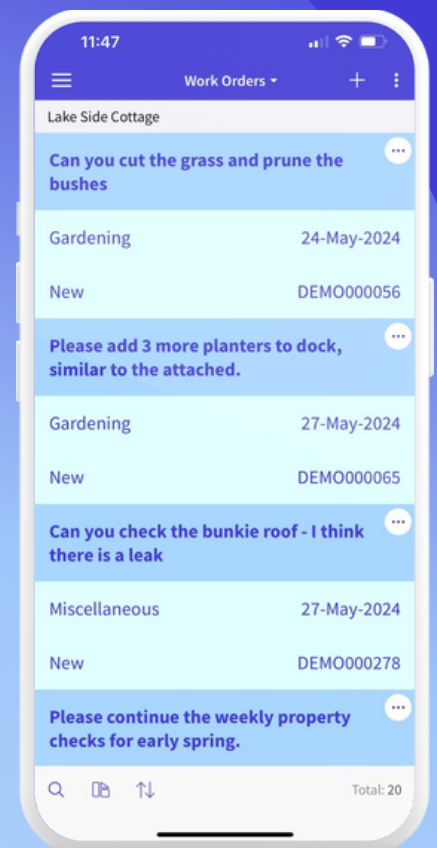 11:47
Work Orders
Lake Side Cottage
Can you cut the grass and prune the
bushes
Gardening 24-May-2024
New DEMO000056
Please add 3 more planters to dock,
similar to the attached.
Gardening 27-May-2024
New DEMO000065
Can you check the bunkie roof - I think
there is a leak
Miscellaneous 27-May-2024
New DEMO000278
Please continue the weekly property
checks for early spring.
Total: 20